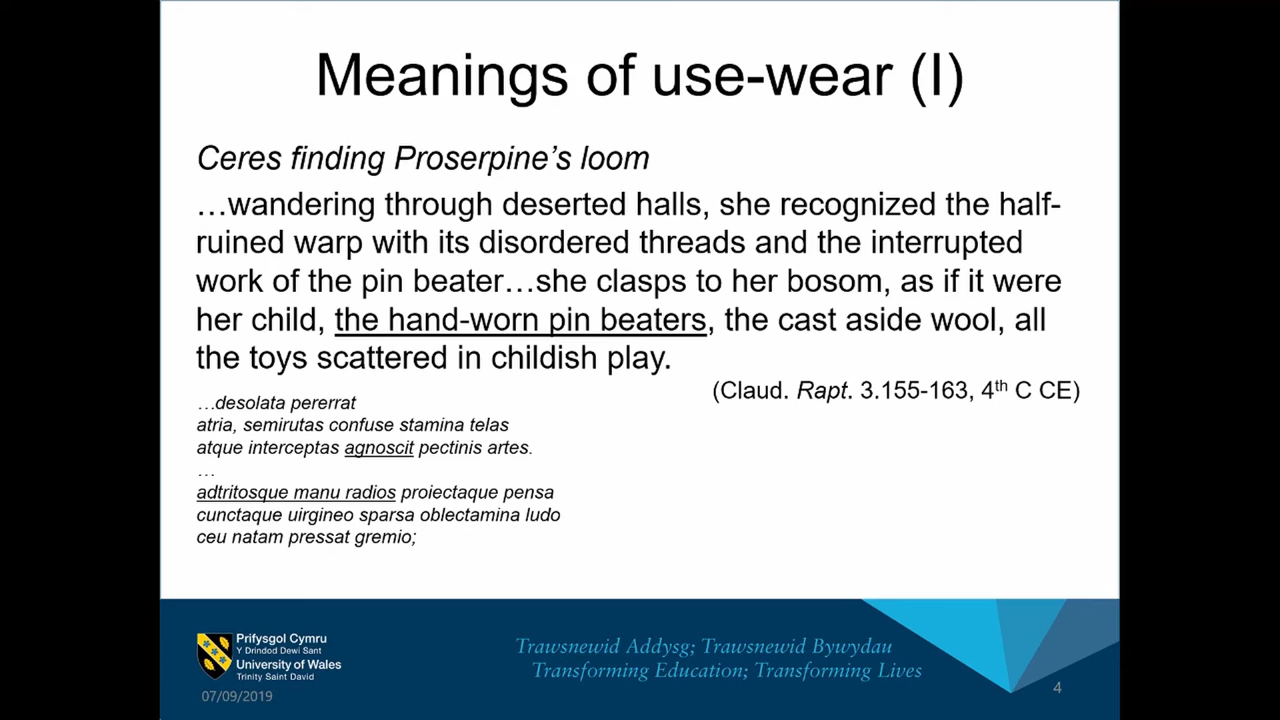 Meanings of use-wear (I)
Ceres finding Proserpine’s loom
…wandering through deserted halls, she recognized the half-
ruined warp with its disordered threads and the interrupted
work of the pin beater…she clasps to her bosom, as if it were
her child, the hand-worn pin beaters, the cast aside wool, all
the toys scattered in childish play.
(Claud. Rapt. 3.155-163, 4th C CE)
…desolata pererrat
atria, semirutas confuse stamina telas
atque interceptas agnoscit pectinis artes.
…
adtritosque manu radios proiectaque pensa
cunctaque uirgineo sparsa oblectamina ludo
ceu natam pressat gremio;
Prifysgol Cymru
Y Drindod Dewi Sant
University of Wales
Trinity Saint David
Trawsnewid Addysg; Trawsnewid Bywydau
Transforming Education; Transforming Lives
07/09/2019
4